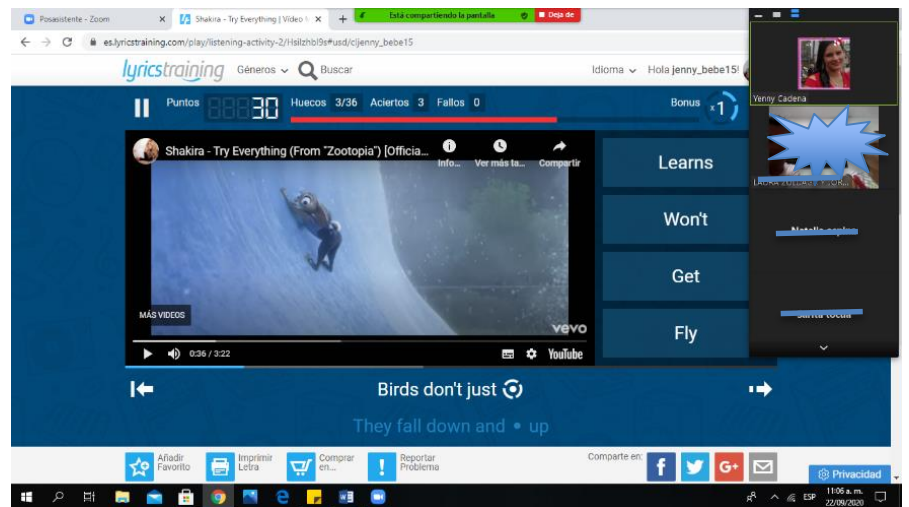 Posasistente - Zoom
Shakira - Try Everything | Video
Está compartiendo la pantalla
Deja de
es.lyricstraining.com/play/listening-activity-2/Hsilzhbl9s#usd/cljenny_bebe15
lyricstraining
Géneros
Buscar
Idioma
Hola jenny_bebe15!
Puntos
30
Huecos 3/36
Aciertos 3
Fallos 0
Bonus
x1
Shakira - Try Everything (From "Zootopia") [Officia...
Info...
Ver más ta...
Compartir
MÁS VIDEOS
vevo
0:36 / 3:22
YouTube
Learns
Won't
Get
Fly
Yenny Cadena
Birds don't just
They fall down and • up
Añadir
Favorito
Imprimir
Letra
Comprar
en...
Reportar
Problema
Comparte en:
f
G+
Privacidad
ESP
11:06 a. m.
22/09/2020